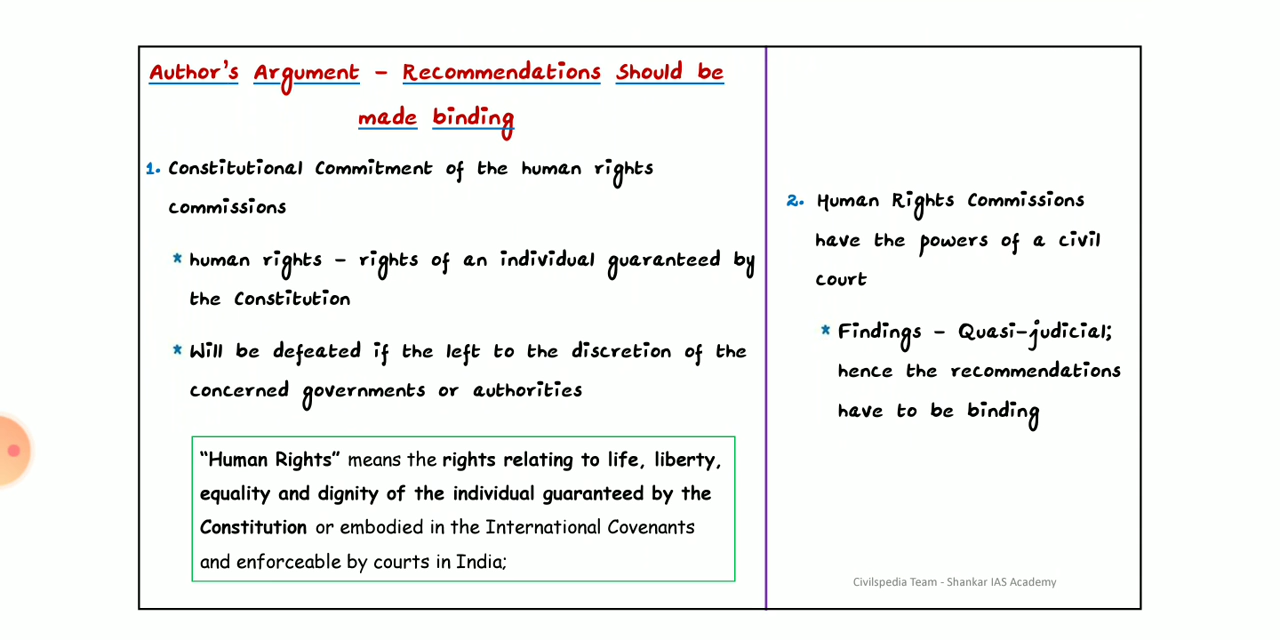 Author's Argument - Recommendations Should be
made binding
1. Constitutional Commitment of the human rights
commissions
* human rights - rights of an individual guaranteed by
the Constitution
* Will be defeated if the left to the discretion of the
concerned governments or authorities
"Human Rights" means the rights relating to life, liberty,
equality and dignity of the individual guaranteed by the
Constitution or embodied in the International Covenants
and enforceable by courts in India;
2. Human Rights Commissions
have the powers of a civil
court
* Findings - Quasi-judicial;
hence the recommendations
have to be binding
Civilspedia Team - Shankar IAS Academy